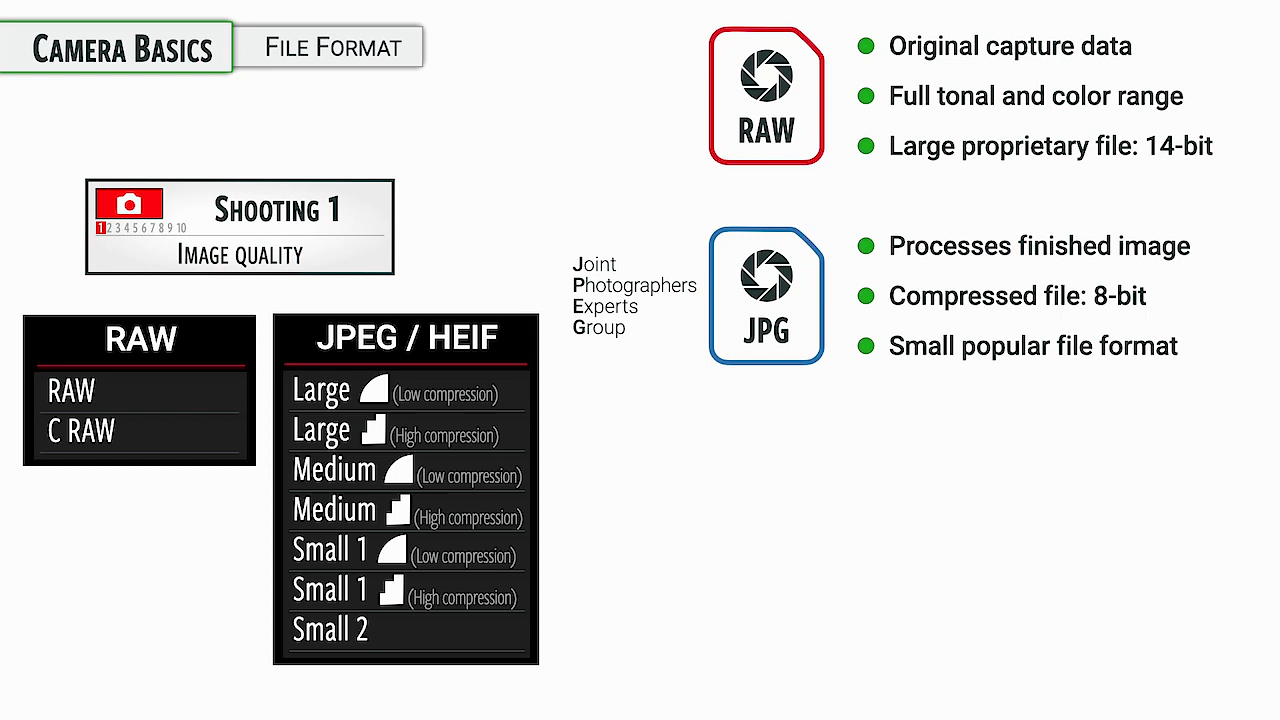 CAMERA BASICS
FILE FORMAT
SHOOTING 1
1 2 3 4 5 6 7 8 9 10
IMAGE QUALITY
RAW
RAW
C RAW
JPEG / HEIF
Large (Low compression)
Large (High compression)
Medium (Low compression)
Medium (High compression)
Small 1 (Low compression)
Small 1 (High compression)
Small 2
Joint
Photographers
Experts
Group
RAW
Original capture data
Full tonal and color range
Large proprietary file: 14-bit
JPG
Processes finished image
Compressed file: 8-bit
Small popular file format